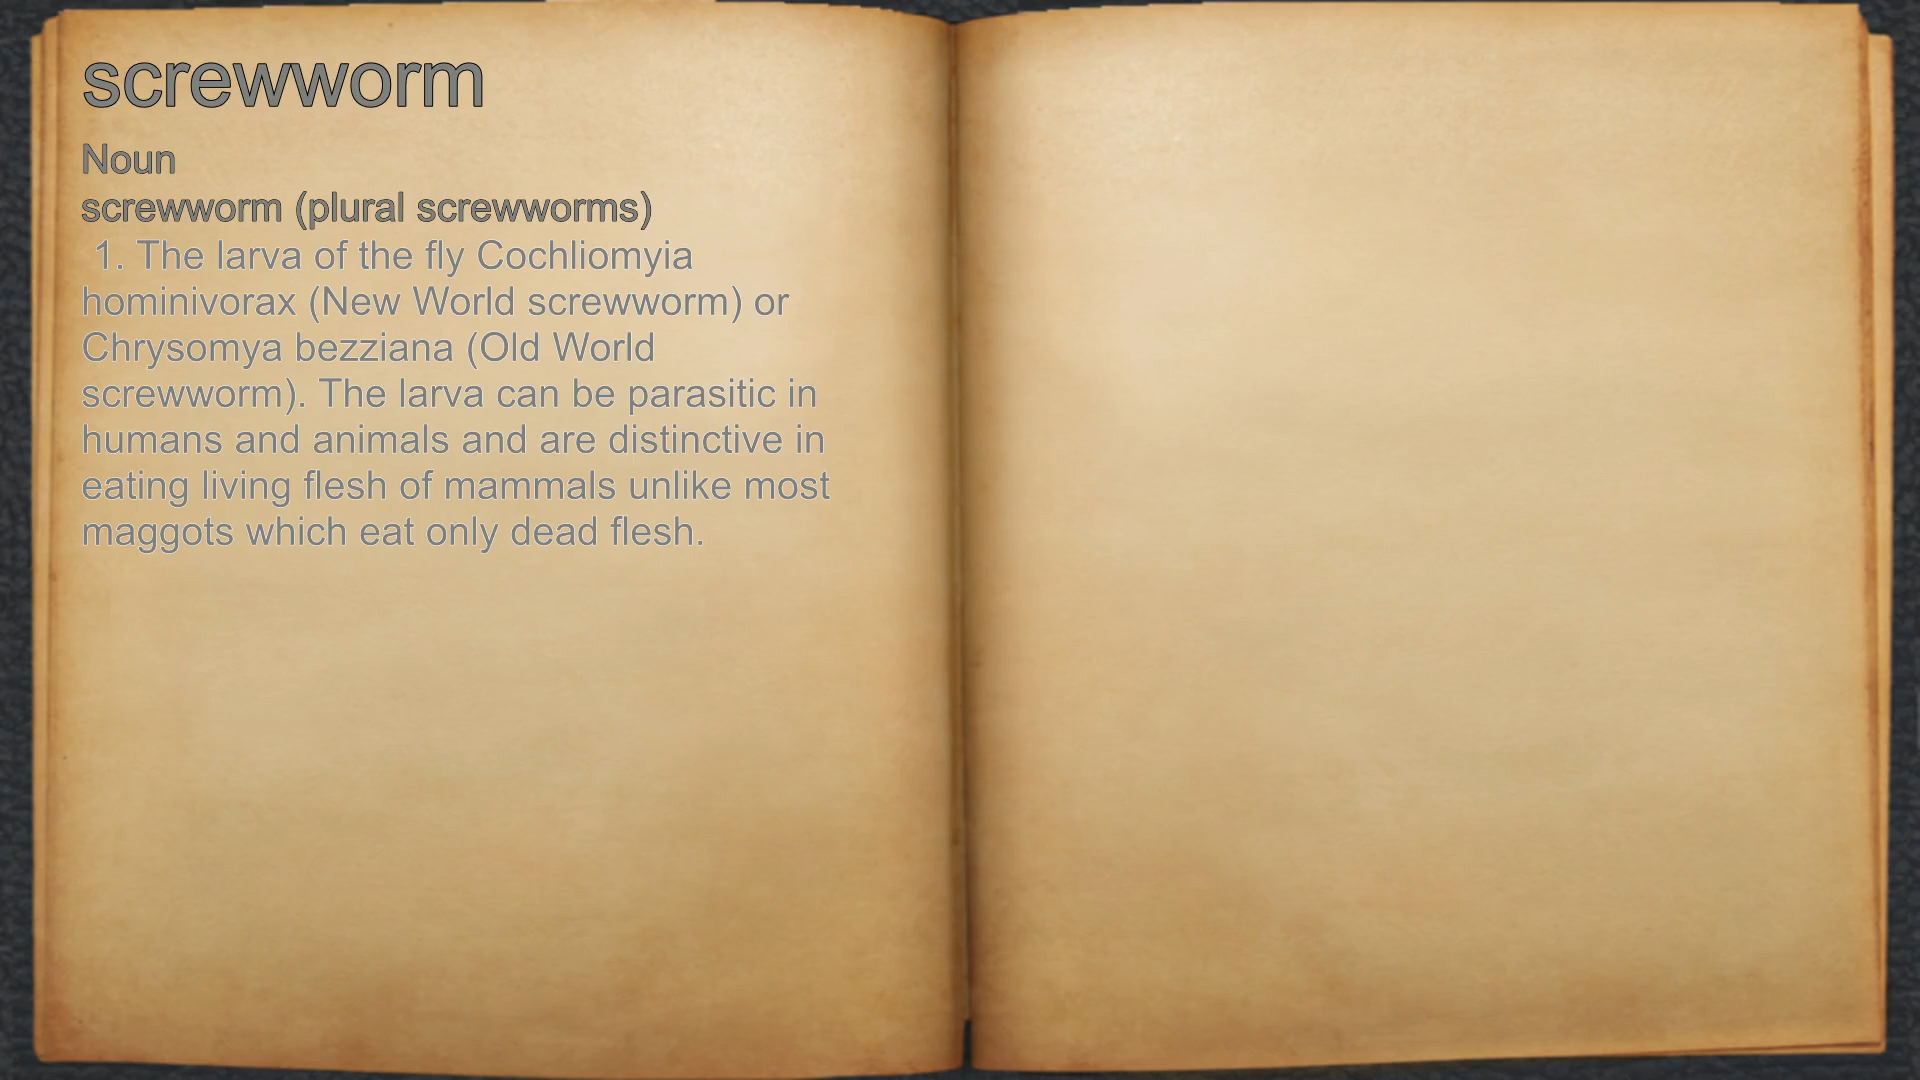 screwworm
Noun
screwworm (plural screwworms)
1. The larva of the fly Cochliomyia
hominivorax (New World screwworm) or
Chrysomya bezziana (Old World
screwworm). The larva can be parasitic in
humans and animals and are distinctive in
eating living flesh of mammals unlike most
maggots which eat only dead flesh.